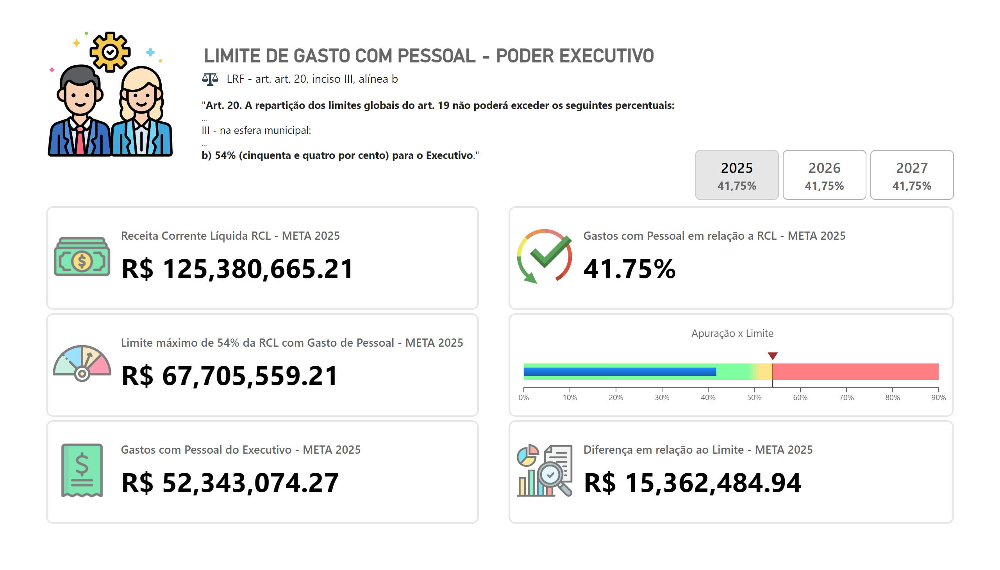 LIMITE DE GASTO COM PESSOAL - PODER EXECUTIVO
LRF - art. art. 20, inciso III, alínea b
"Art. 20. A repartição dos limites globais do art. 19 não poderá exceder os seguintes percentuais:
...
III - na esfera municipal:
...
b) 54% (cinquenta e quatro por cento) para o Executivo."
2025
41,75%
2026
41,75%
2027
41,75%
Receita Corrente Líquida RCL - META 2025
R$ 125,380,665.21
Gastos com Pessoal em relação a RCL - META 2025
41.75%
Limite máximo de 54% da RCL com Gasto de Pessoal - META 2025
R$ 67,705,559.21
Apuração x Limite
0% 10% 20% 30% 40% 50% 60% 70% 80% 90%
Gastos com Pessoal do Executivo - META 2025
R$ 52,343,074.27
Diferença em relação ao Limite - META 2025
R$ 15,362,484.94